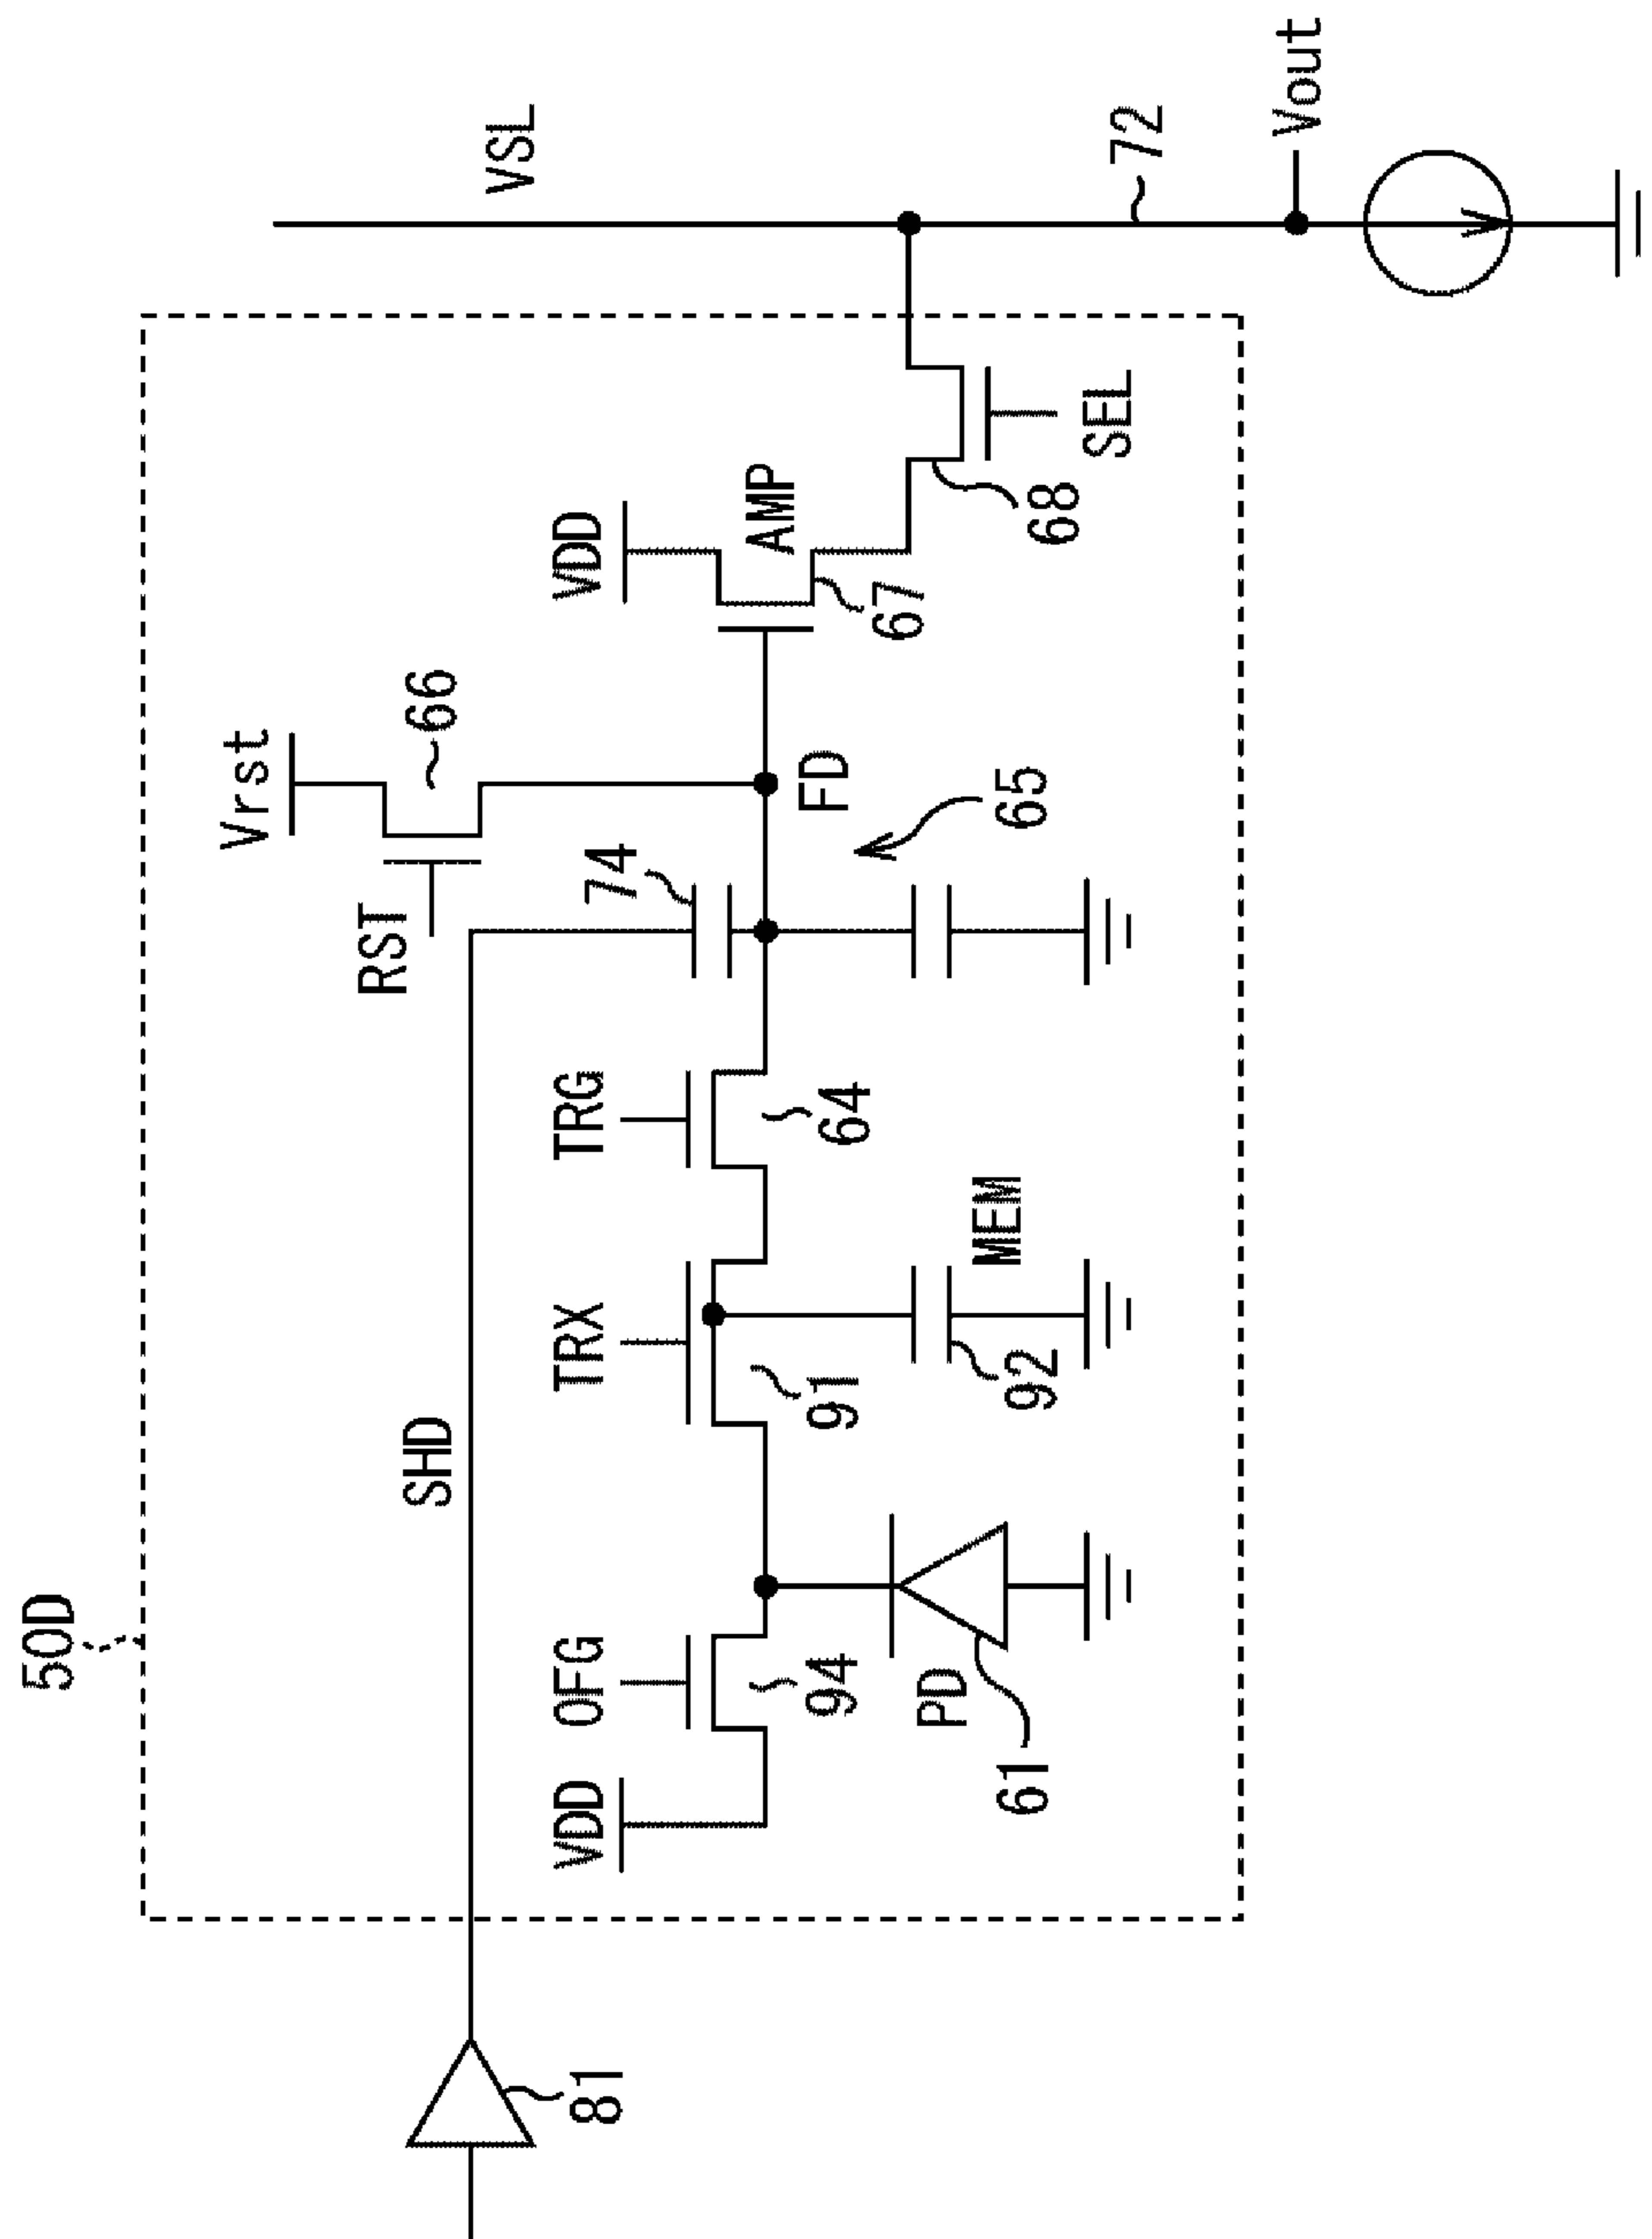 50D
VSL
Vrst
66
RST
SHD
VDD
74
AMP
VDD
OFG
TRX
TRG
FD
67
68
SEL
72
Vout
81
94
91
64
65
PD
61
92
MEM